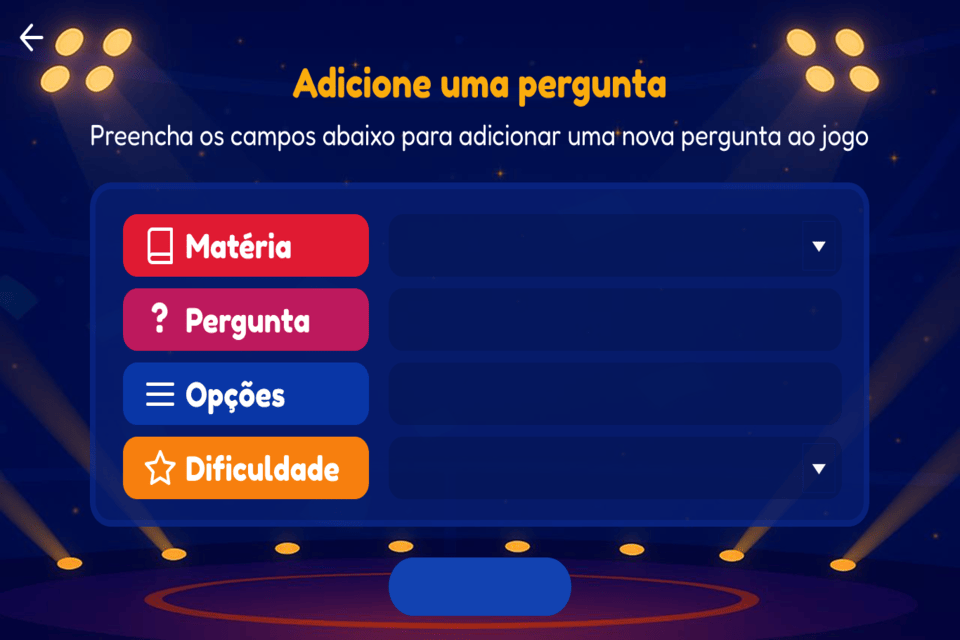 Adicione uma pergunta
Preencha os campos abaixo para adicionar uma nova pergunta ao jogo
Matéria
? Pergunta
Opções
Dificuldade